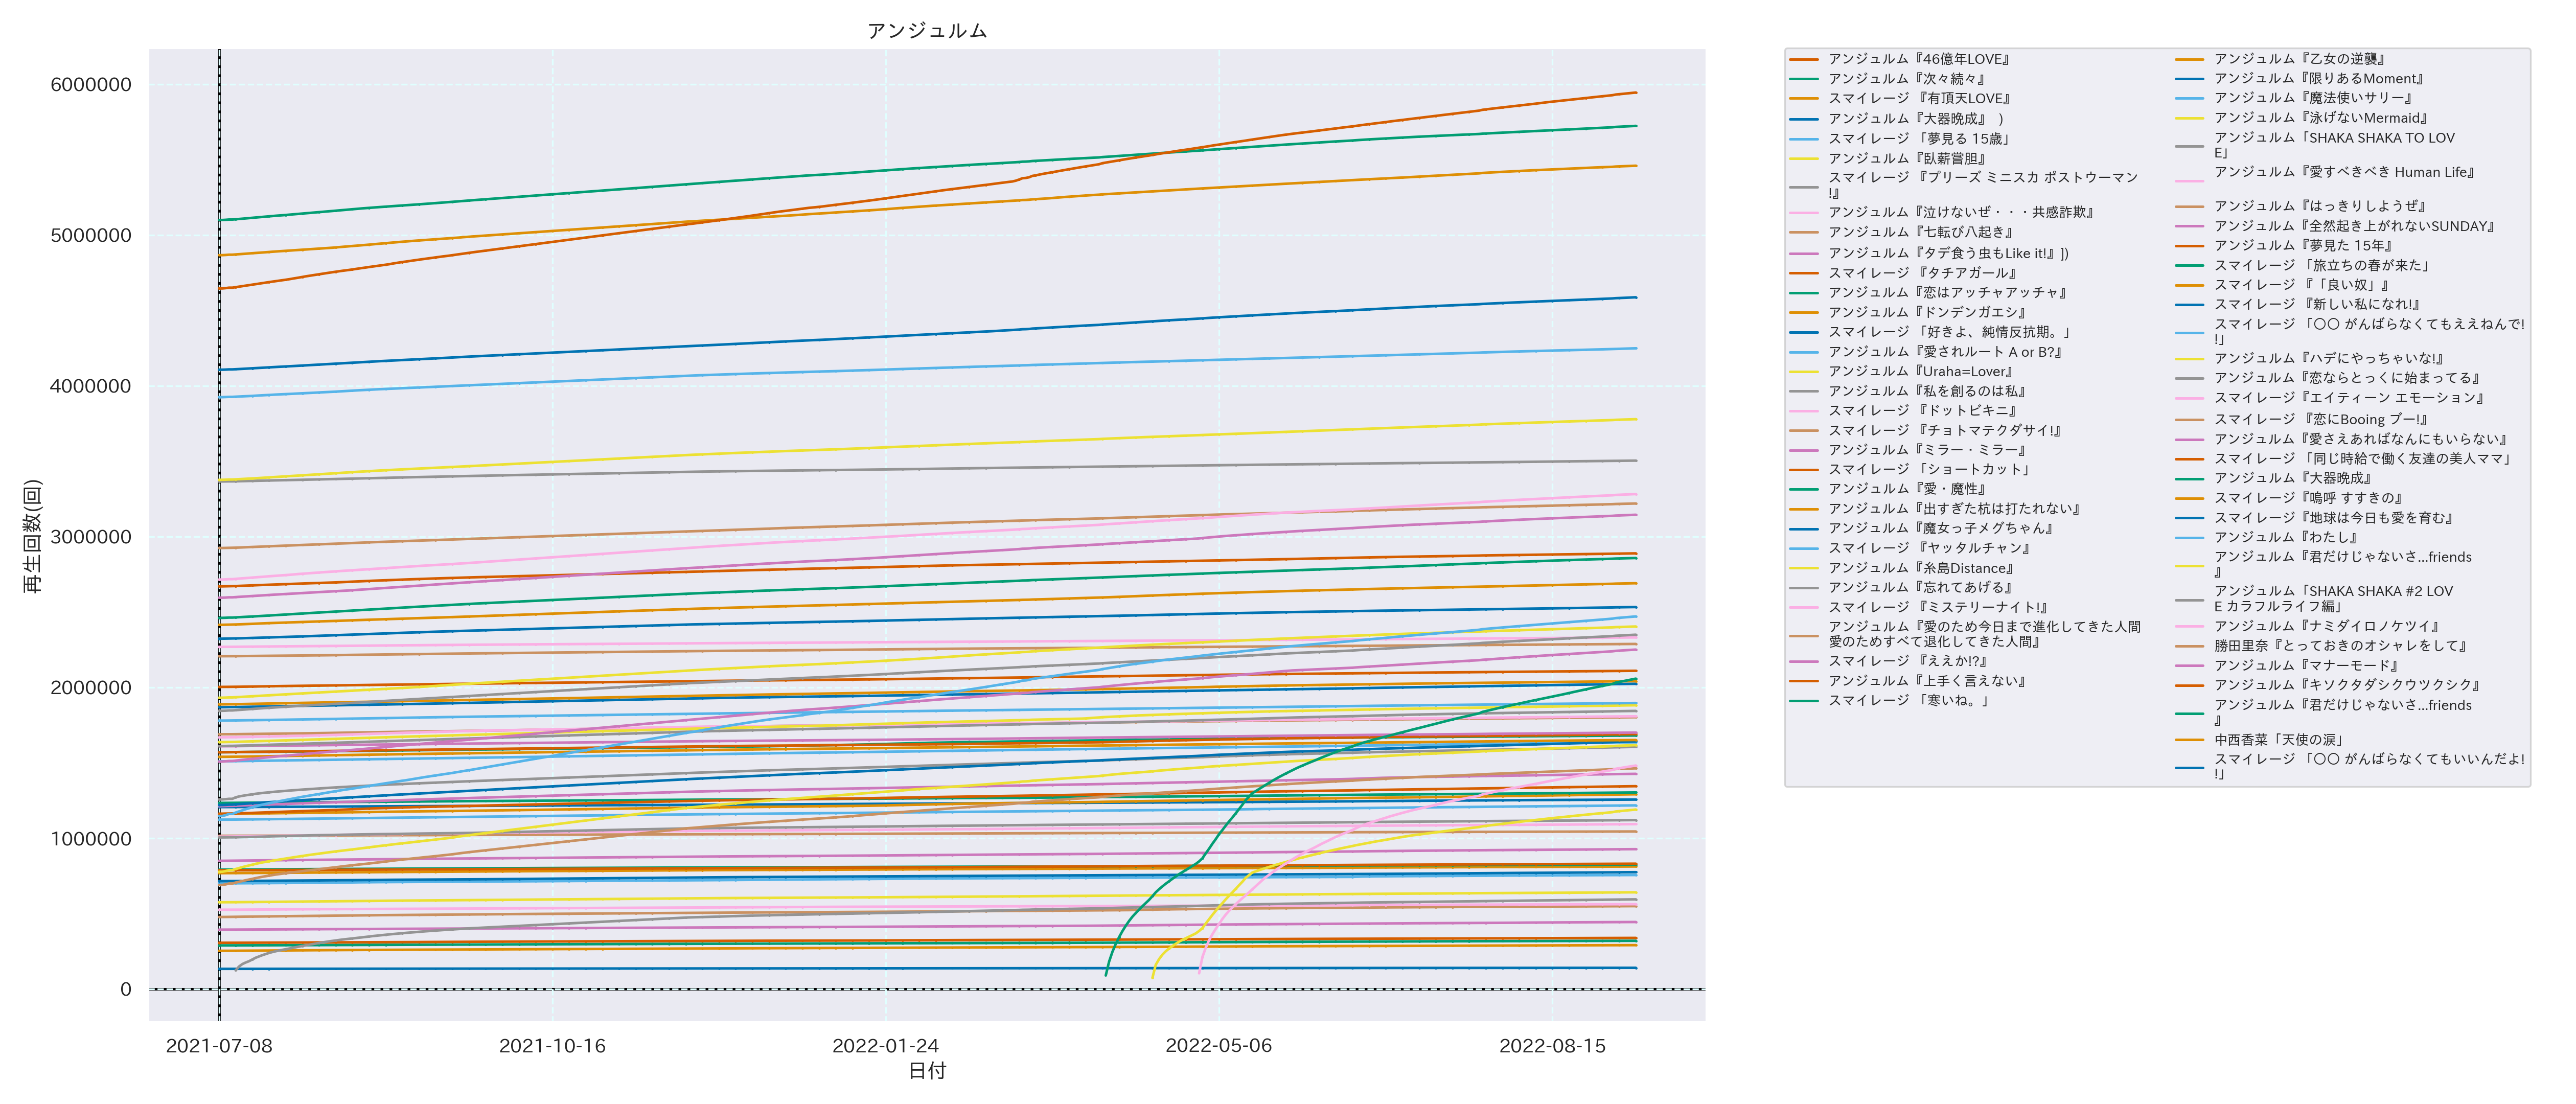 アンジュルム
再生回数(回)
6000000
5000000
4000000
3000000
2000000
1000000
0
2021-07-08
2021-10-16
2022-01-24
2022-05-06
2022-08-15
日付
アンジュルム『46億年LOVE』
アンジュルム『次々続々』
スマイレージ 『有頂天LOVE』
アンジュルム『大器晩成』 )
スマイレージ 「夢見る 15歳」
アンジュルム『臥薪嘗胆』
スマイレージ 『プリーズ ミニスカ ポストウーマン
!』
アンジュルム『泣けないぜ・・・共感詐欺』
アンジュルム『七転び八起き』
アンジュルム『タデ食う虫もLike it!』])
スマイレージ 『タチアガール』
アンジュルム『恋はアッチャアッチャ』
アンジュルム『ドンデンガエシ』
スマイレージ 「好きよ、純情反抗期。」
アンジュルム『愛されルート A or B?』
アンジュルム『Uraha=Lover』
アンジュルム『私を創るのは私』
スマイレージ 『ドットビキニ』
スマイレージ 『チョトマテクダサイ!』
アンジュルム『ミラー・ミラー』
スマイレージ 「ショートカット」
アンジュルム『愛・魔性』
アンジュルム『出すぎた杭は打たれない』
アンジュルム『魔女っ子メグちゃん』
スマイレージ 『ヤッタルチャン』
アンジュルム『糸島Distance』
アンジュルム『忘れてあげる』
スマイレージ 『ミステリーナイト!』
アンジュルム『愛のため今日まで進化してきた人間
愛のためすべて退化してきた人間』
スマイレージ 『ええか!?』
アンジュルム『上手く言えない』
スマイレージ 「寒いね。」
アンジュルム『乙女の逆襲』
アンジュルム『限りあるMoment』
アンジュルム『魔法使いサリー』
アンジュルム『泳げないMermaid』
アンジュルム「SHAKA SHAKA TO LOV
E」
アンジュルム『愛すべきべき Human Life』
アンジュルム『はっきりしようぜ』
アンジュルム『全然起き上がれないSUNDAY』
アンジュルム『夢見た 15年』
スマイレージ 「旅立ちの春が来た」
スマイレージ 『「良い奴」』
スマイレージ 『新しい私になれ!』
スマイレージ 「〇〇 がんばらなくてもええねんで!
!」
アンジュルム『ハデにやっちゃいな!』
アンジュルム『恋ならとっくに始まってる』
アンジュルム『エイティーン エモーション』
スマイレージ 『恋にBooing ブー!』
アンジュルム『愛さえあればなんにもいらない』
スマイレージ 「同じ時給で働く友達の美人ママ」
アンジュルム『大器晩成』
スマイレージ『嗚呼 すすきの』
スマイレージ『地球は今日も愛を育む』
アンジュルム『わたし』
アンジュルム『君だけじゃないさ...friends
』
アンジュルム「SHAKA SHAKA #2 LOV
E カラフルライフ編」
アンジュルム『ナミダイロノケツイ』
勝田里奈『とっておきのオシャレをして』
アンジュルム『マナーモード』
アンジュルム『キソクタダシクウツクシク』
アンジュルム『君だけじゃないさ...friends
』
中西香菜「天使の涙」
スマイレージ 「〇〇 がんばらなくてもいいんだよ!
!」